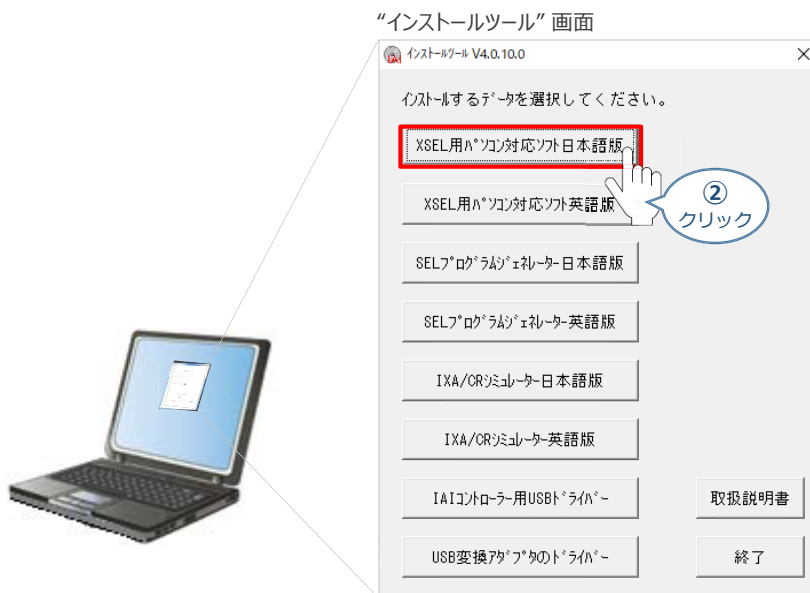 “インストールツール” 画面
インストールツール V4.0.10.0
インストールするデータを選択してください。
XSEL用パソコン対応ソフト日本語版
XSEL用パソコン対応ソフト英語版
②
クリック
SELプログラムジェネレーター日本語版
SELプログラムジェネレーター英語版
IXA/CRシミュレーター日本語版
IXA/CRシミュレーター英語版
IAIコントローラー用USBドライバー
取扱説明書
USB変換アダプタのドライバー
終了